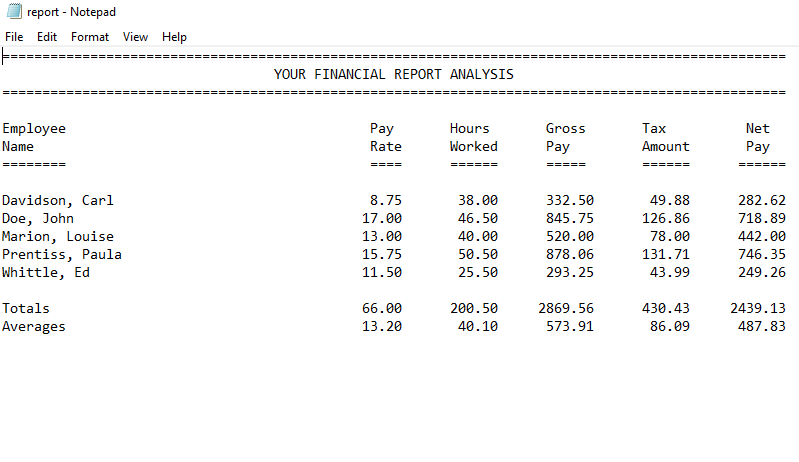 report - Notepad
File Edit Format View Help
==================================================================================================
YOUR FINANCIAL REPORT ANALYSIS
==================================================================================================
Employee Pay Hours Gross Tax Net
Name Rate Worked Pay Amount Pay
======== ==== ====== ===== ====== ======
Davidson, Carl 8.75 38.00 332.50 49.88 282.62
Doe, John 17.00 46.50 845.75 126.86 718.89
Marion, Louise 13.00 40.00 520.00 78.00 442.00
Prentiss, Paula 15.75 50.50 878.06 131.71 746.35
Whittle, Ed 11.50 25.50 293.25 43.99 249.26
Totals 66.00 200.50 2869.56 430.43 2439.13
Averages 13.20 40.10 573.91 86.09 487.83